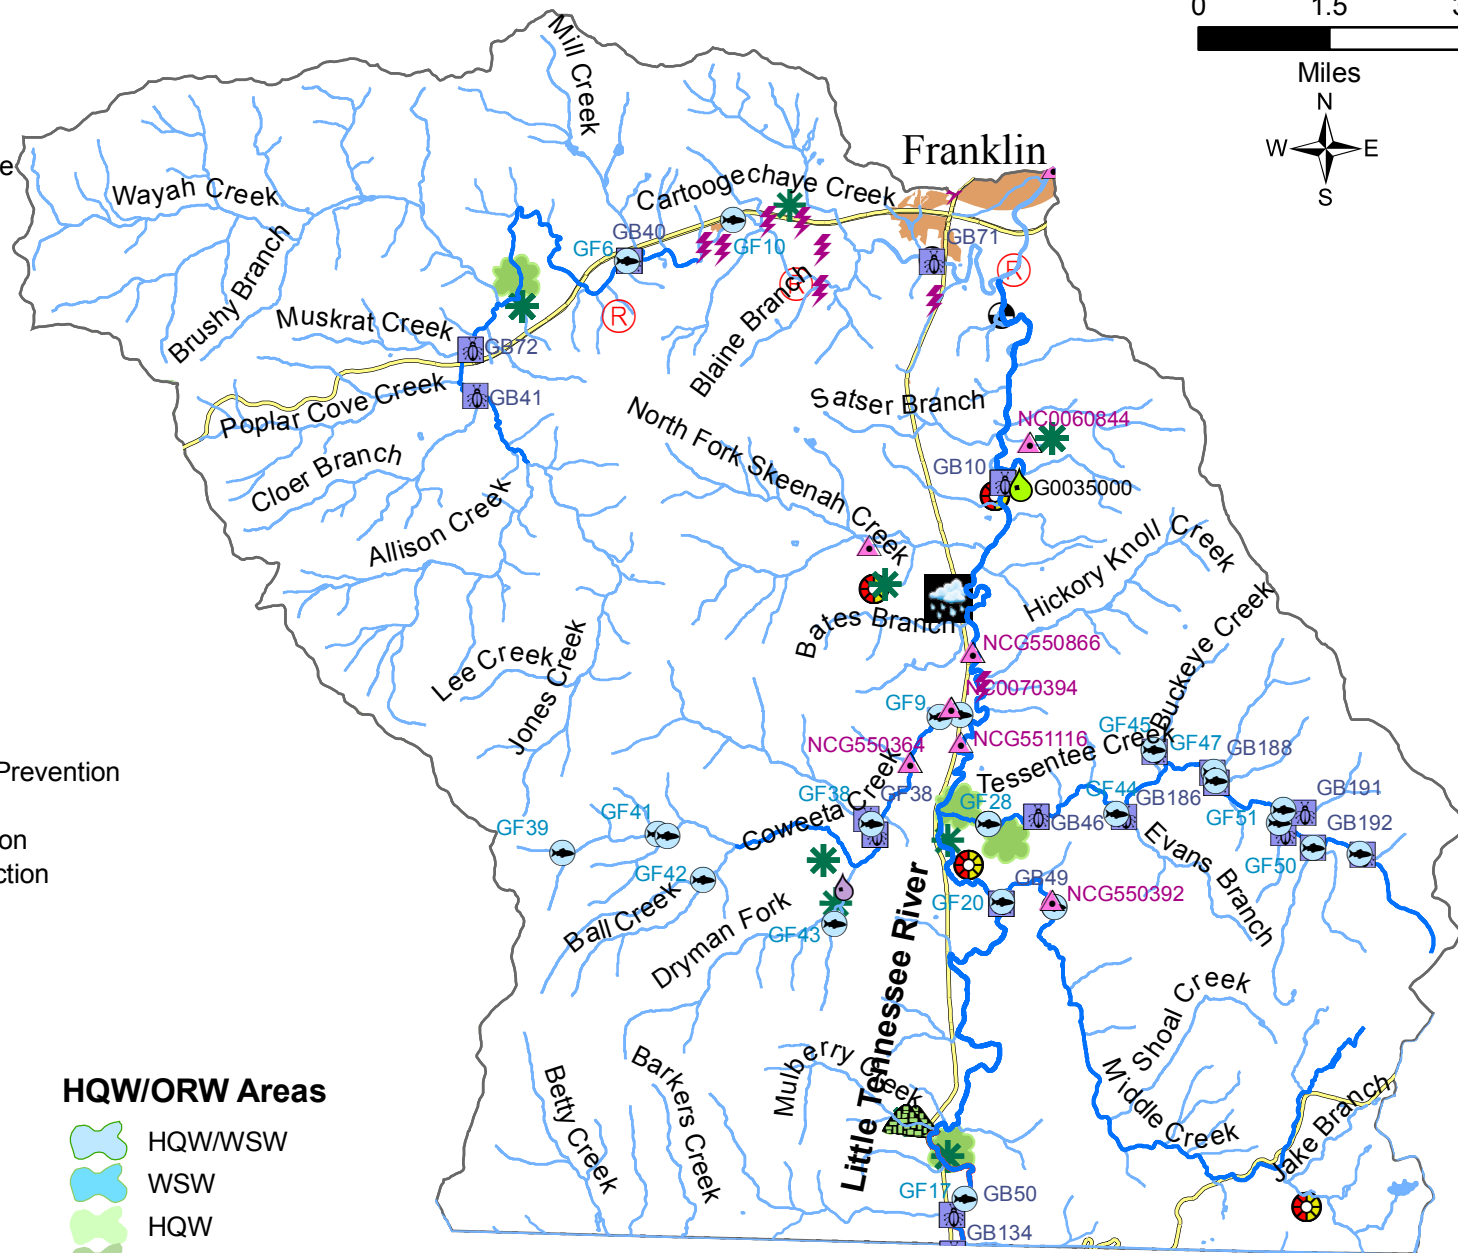 0 1.5 3
Miles
N
W E
S
e
Mill Creek
Franklin
Wayah Creek
Cartoogechaye Creek
GB40
GF6
GF10
GB71
R
R
R
Brushy Branch
Muskrat Creek
GB72
Blaine Branch
GB41
Poplar Cove Creek
Satser Branch
North Fork Skeenah Creek
NC0060844
Cloer Branch
GB10
G0035000
Allison Creek
Hickory Knoll Creek
Bates Branch
NCG550866
Lee Creek
Jones Creek
NC0070394
GF9
Buckeye Creek
GF45
NCG550364
NCG551116
GF47
GB188
Tessentee Creek
Prevention
GF38
GF38
GF28
GF44
GB186
GB191
GF41
GF39
Coweeta Creek
GB46
GF51
GB192
on
ction
GF42
Evans Branch
GF50
GB49
NCG550392
GF20
Ball Creek
Dryman Fork
GF43
Little Tennessee River
Shoal Creek
Mulberry Creek
Barkers Creek
Betty Creek
Middle Creek
Jake Branch
GF17
GB50
GB134
HQW/ORW Areas
HQW/WSW
WSW
HQW